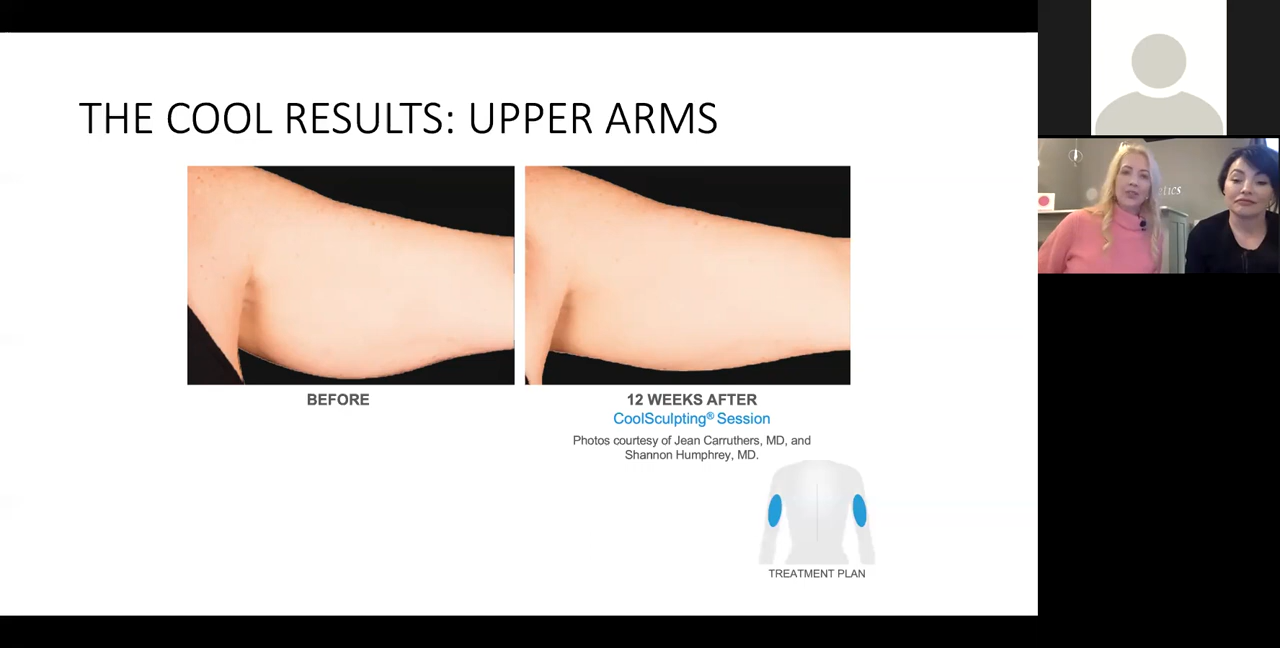 THE COOL RESULTS: UPPER ARMS
BEFORE
12 WEEKS AFTER
CoolSculpting® Session
Photos courtesy of Jean Carruthers, MD, and
Shannon Humphrey, MD.
TREATMENT PLAN